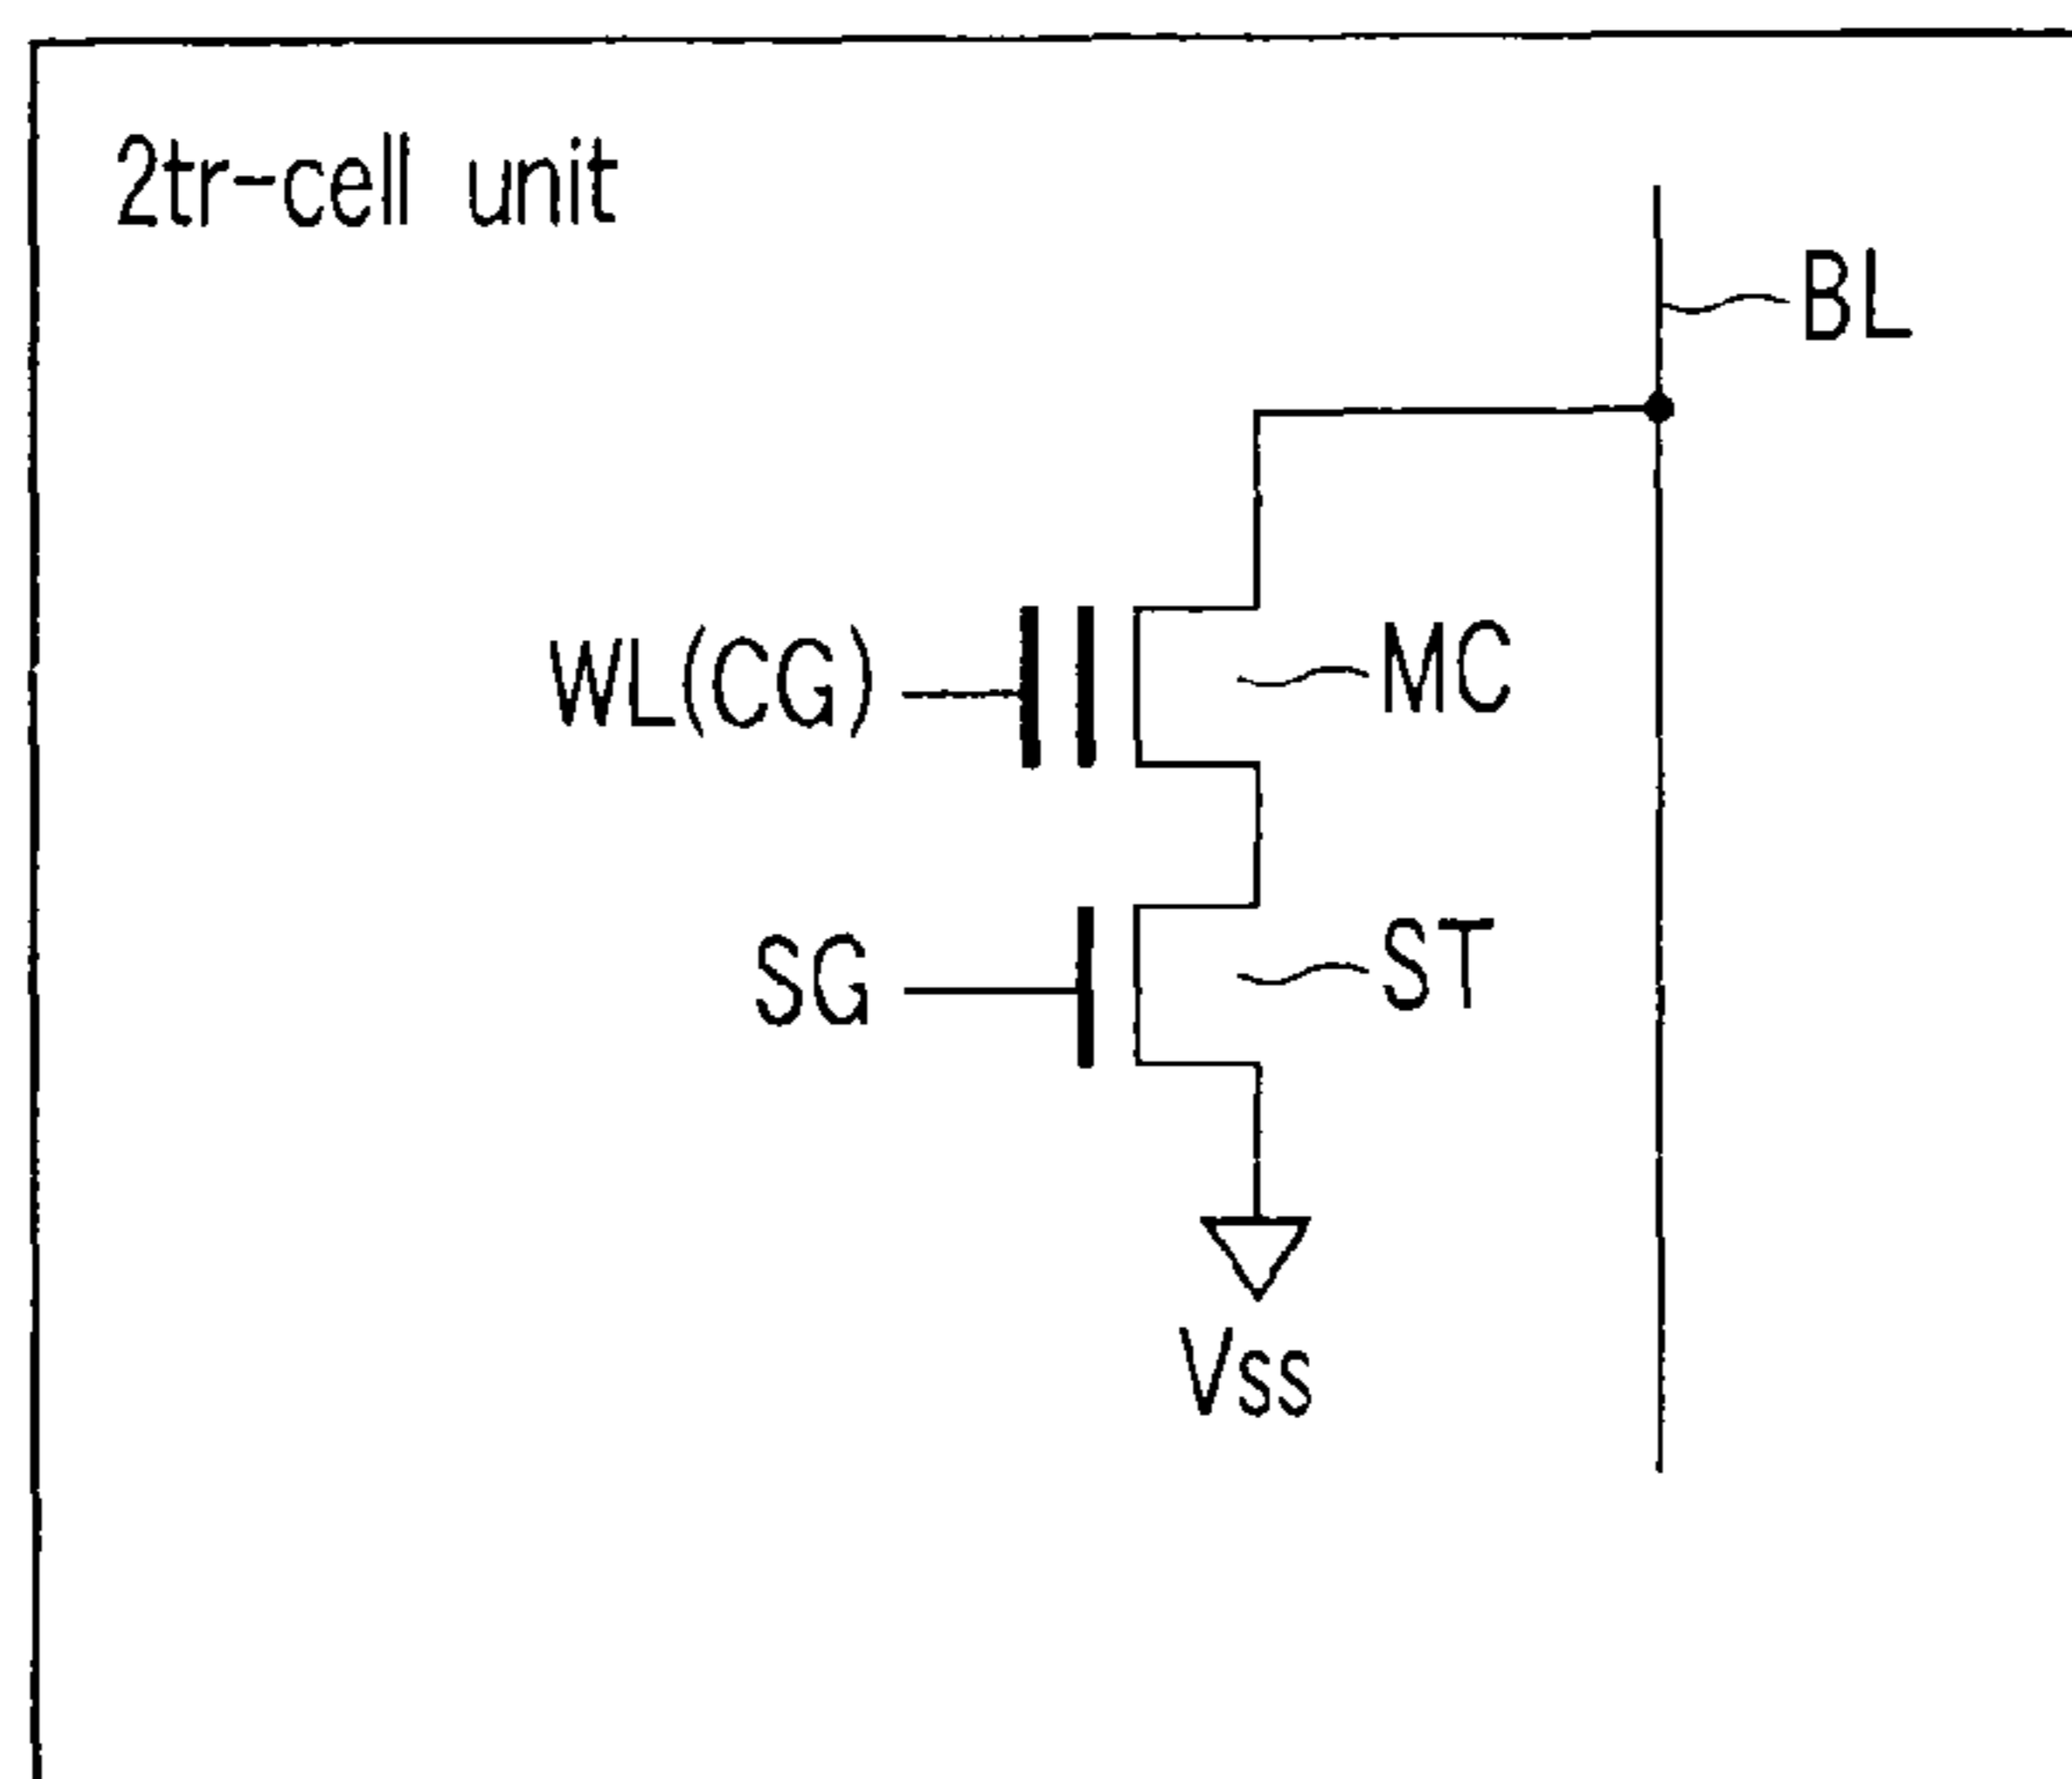 2tr-cell unit
BL
WL(CG)
MC
SG
ST
Vss